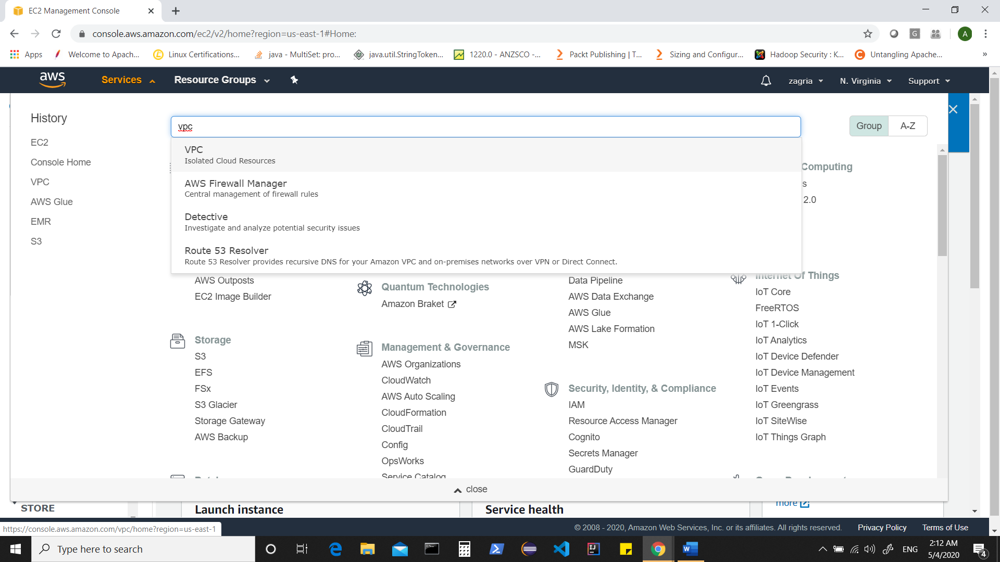 EC2 Management Console
console.aws.amazon.com/ec2/v2/home?region=us-east-1#Home:
G
A
Apps
Welcome to Apach...
Linux Certifications...
java - MultiSet: pro...
java.util.StringToken...
1220.0 - ANZSCO -...
Packt Publishing | T...
Sizing and Configur...
Hadoop Security : K...
Untangling Apache...
»
aws
Services
Resource Groups
zagria
N. Virginia
Support
History
EC2
Console Home
VPC
AWS Glue
EMR
S3
vpc
Group
A-Z
VPC
Isolated Cloud Resources
AWS Firewall Manager
Central management of firewall rules
Detective
Investigate and analyze potential security issues
Route 53 Resolver
Route 53 Resolver provides recursive DNS for your Amazon VPC and on-premises networks over VPN or Direct Connect.
AWS Outposts
EC2 Image Builder
Storage
S3
EFS
FSx
S3 Glacier
Storage Gateway
AWS Backup
Quantum Technologies
Amazon Braket
Management & Governance
AWS Organizations
CloudWatch
AWS Auto Scaling
CloudFormation
CloudTrail
Config
OpsWorks
Service Catalog
Data Pipeline
AWS Data Exchange
AWS Glue
AWS Lake Formation
MSK
Security, Identity, & Compliance
IAM
Resource Access Manager
Cognito
Secrets Manager
GuardDuty
Computing
s
2.0
Internet Of Things
IoT Core
FreeRTOS
IoT 1-Click
IoT Analytics
IoT Device Defender
IoT Device Management
IoT Events
IoT Greengrass
IoT SiteWise
IoT Things Graph
close
STORE
Launch instance
Service health
more
https://console.aws.amazon.com/vpc/home?region=us-east-1
© 2008 - 2020, Amazon Web Services, Inc. or its affiliates. All rights reserved.
Privacy Policy
Terms of Use
Type here to search
ENG
2:12 AM
5/4/2020
4